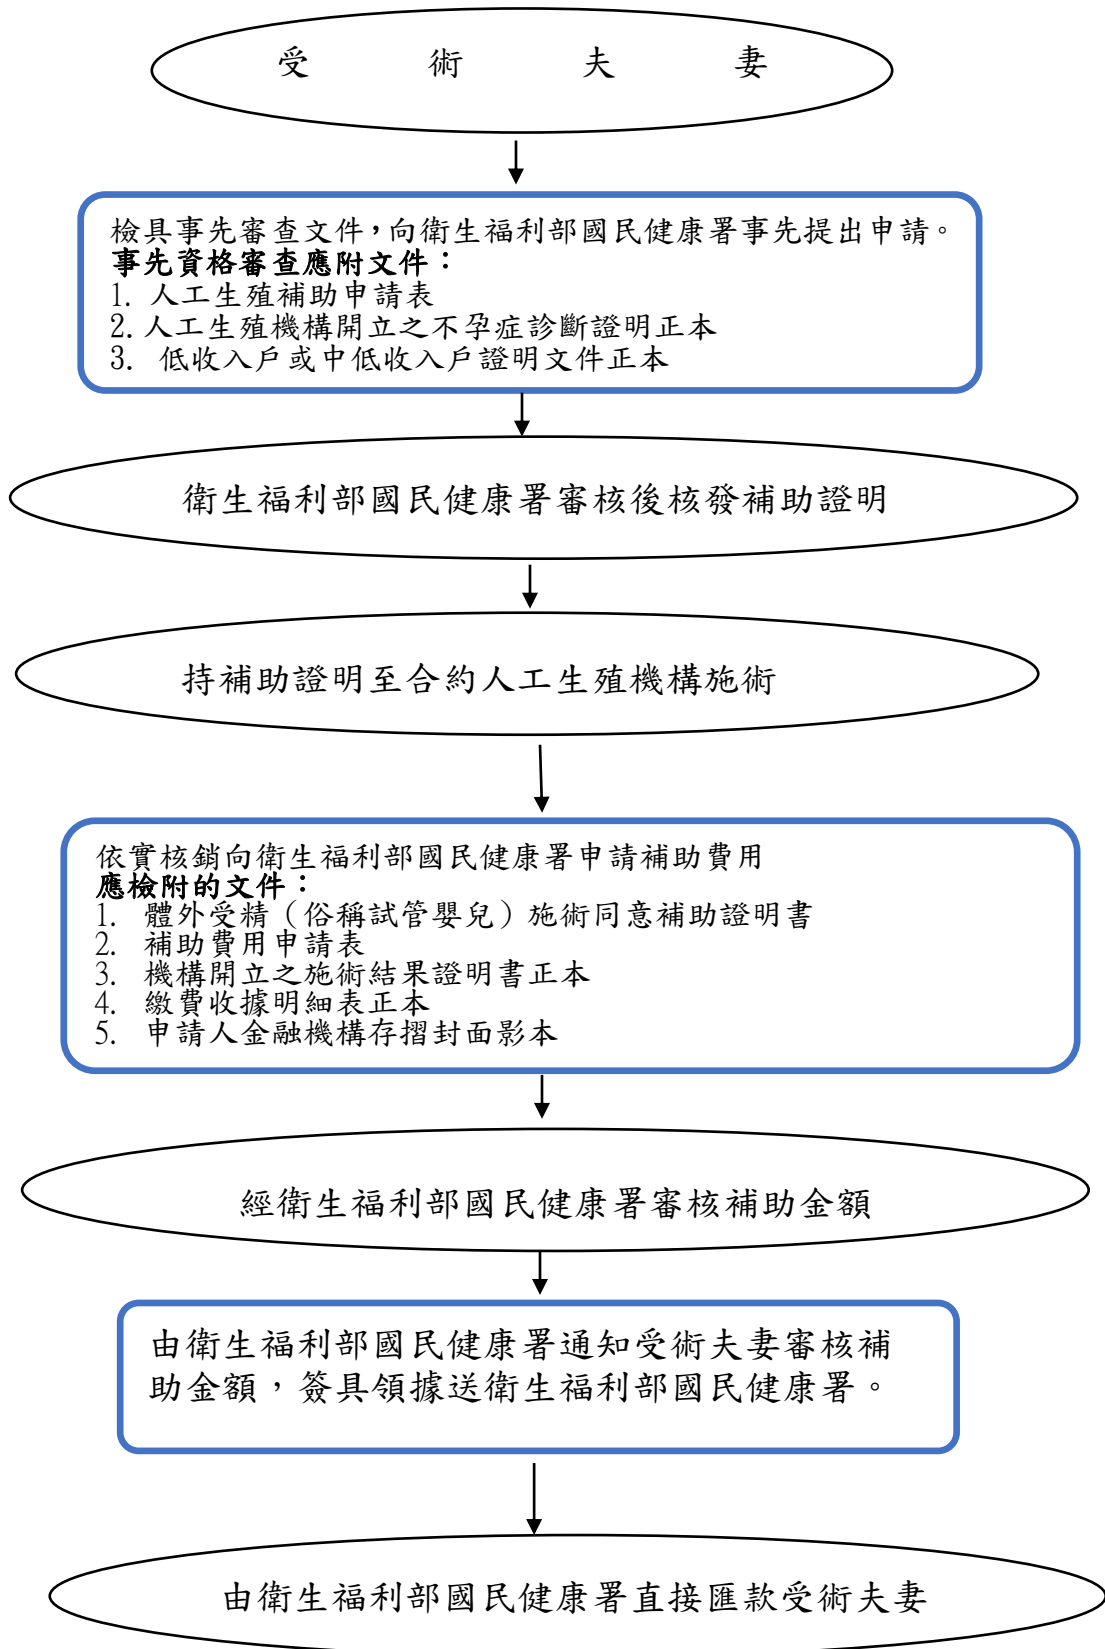 受術夫妻
檢具事先審查文件,向衛生福利部國民健康署事先提出申請。
事先資格審查應附文件：
1. 人工生殖補助申請表
2.人工生殖機構開立之不孕症診斷證明正本
3. 低收入戶或中低收入戶證明文件正本
衛生福利部國民健康署審核後核發補助證明
持補助證明至合約人工生殖機構施術
依實核銷向衛生福利部國民健康署申請補助費用
應檢附的文件：
1. 體外受精（俗稱試管嬰兒）施術同意補助證明書
2. 補助費用申請表
3. 機構開立之施術結果證明書正本
4. 繳費收據明細表正本
5. 申請人金融機構存摺封面影本
經衛生福利部國民健康署審核補助金額
由衛生福利部國民健康署通知受術夫妻審核補
助金額，簽具領據送衛生福利部國民健康署。
由衛生福利部國民健康署直接匯款受術夫妻